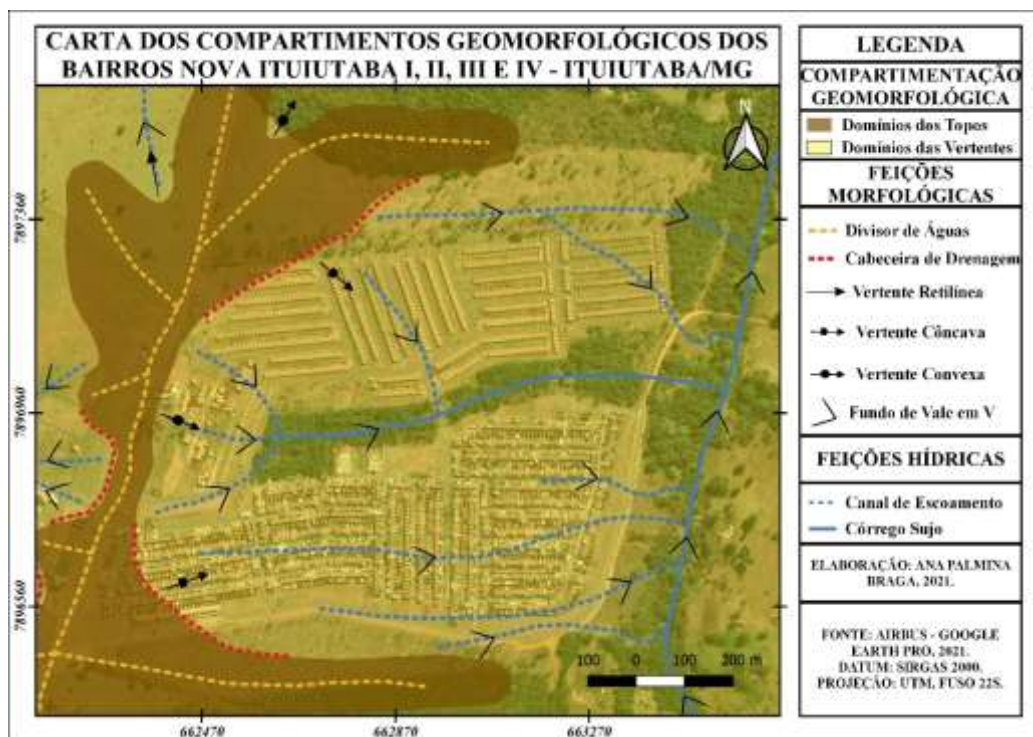 CARTA DOS COMPARTIMENTOS GEOMORFOLÓGICOS DOS
BAIRROS NOVA ITUIUTABA I, II, III E IV - ITUIUTABA/MG
N
7897360
7896960
7896560
662470
662870
663270
100 0 100 200 m
LEGENDA
COMPARTIMENTAÇÃO
GEOMORFOLÓGICA
Domínios dos Topos
Domínios das Vertentes
FEIÇÕES
MORFOLÓGICAS
Divisor de Águas
Cabeceira de Drenagem
Vertente Retilínea
Vertente Côncava
Vertente Convexa
Fundo de Vale em V
FEIÇÕES HÍDRICAS
Canal de Escoamento
Córrego Sujo
ELABORAÇÃO: ANA PALMINA
BRAGA, 2021.
FONTE: AIRBUS - GOOGLE
EARTH PRO, 2021.
DATUM: SIRGAS 2000.
PROJEÇÃO: UTM, FUSO 22S.